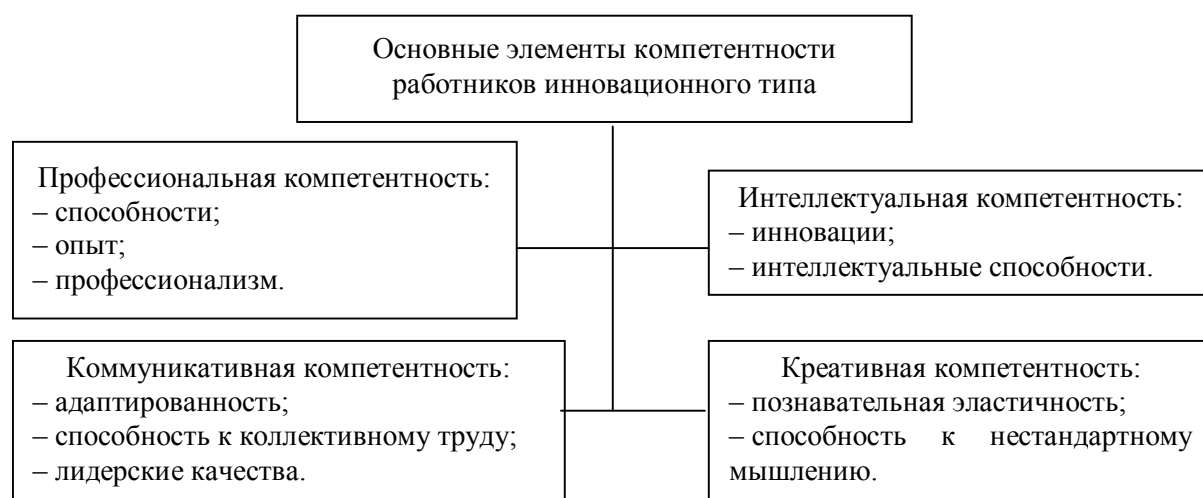 Основные элементы компетентности
работников инновационного типа
Профессиональная компетентность:
– способности;
– опыт;
– профессионализм.
Интеллектуальная компетентность:
– инновации;
– интеллектуальные способности.
Коммуникативная компетентность:
– адаптированность;
– способность к коллективному труду;
– лидерские качества.
Креативная компетентность:
– познавательная эластичность;
– способность к нестандартному
мышлению.